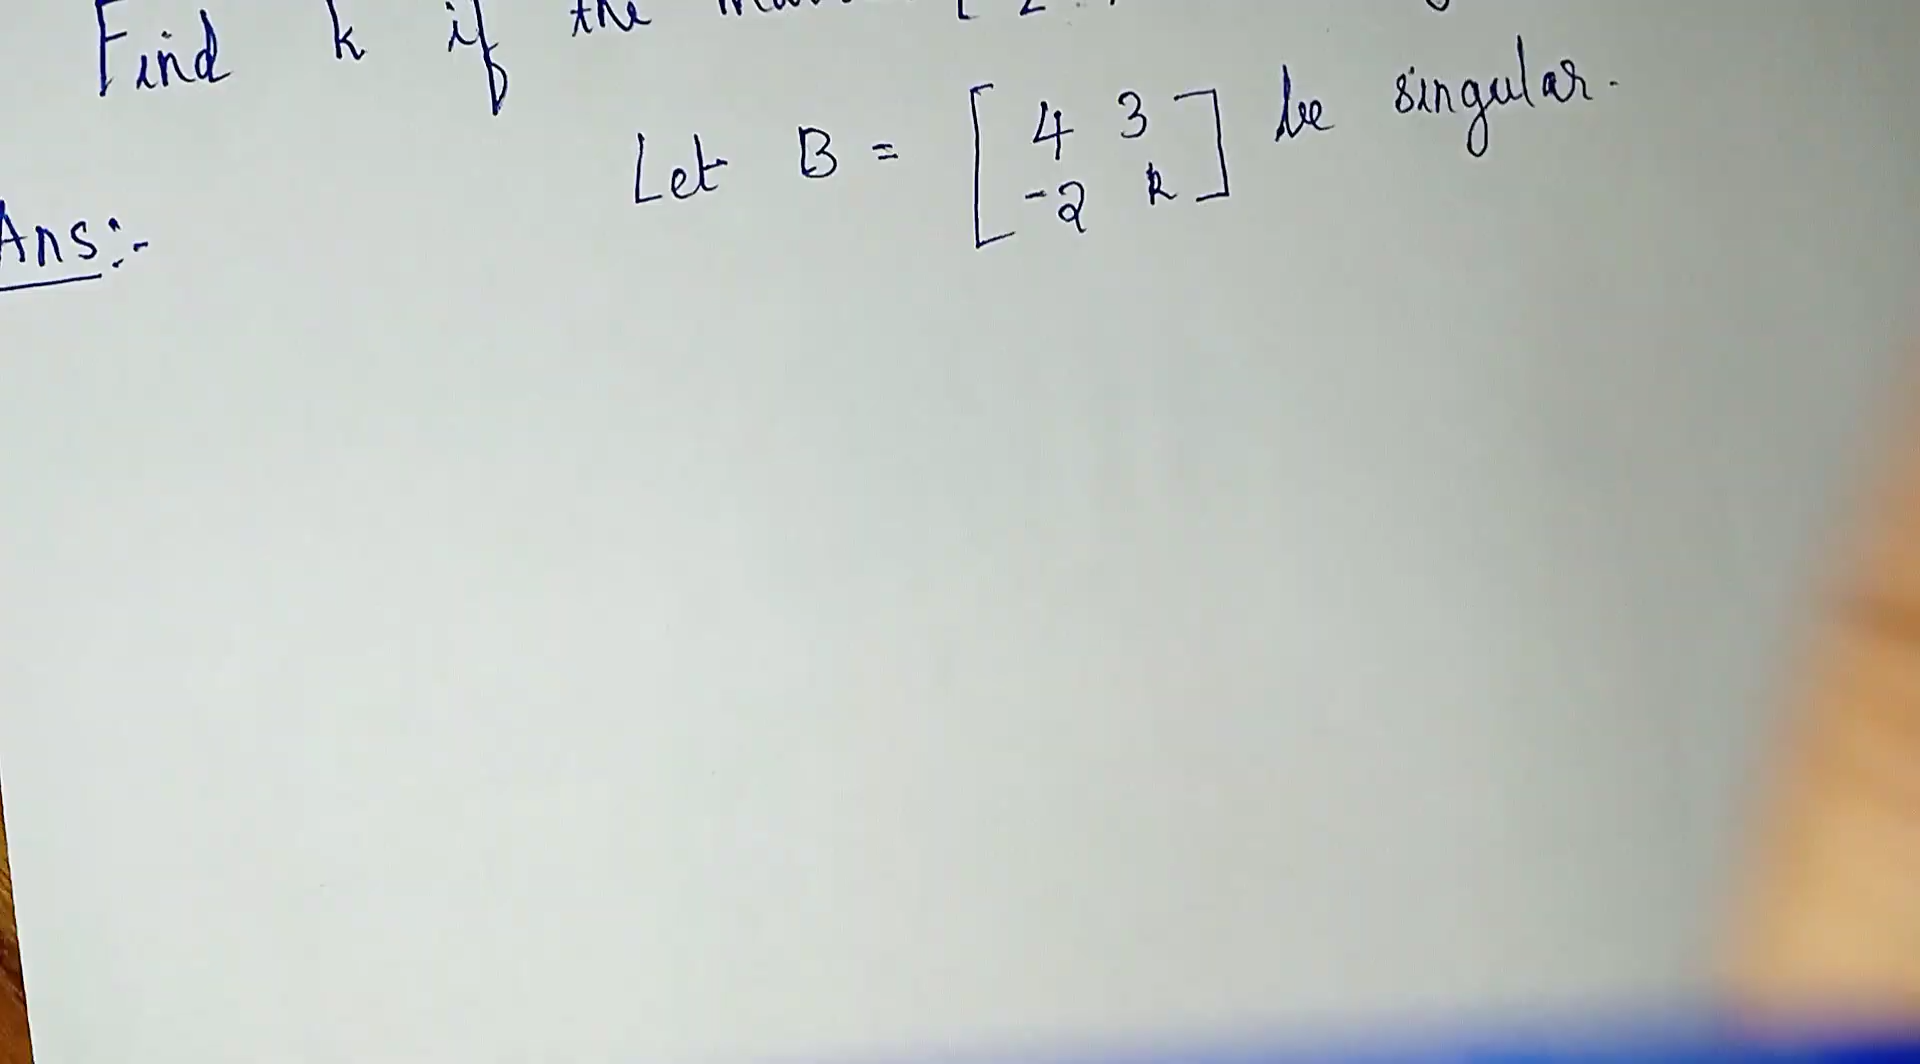 Find k if the
Let B = [ 4 3 ] be singular.
-2 k
Ans:-